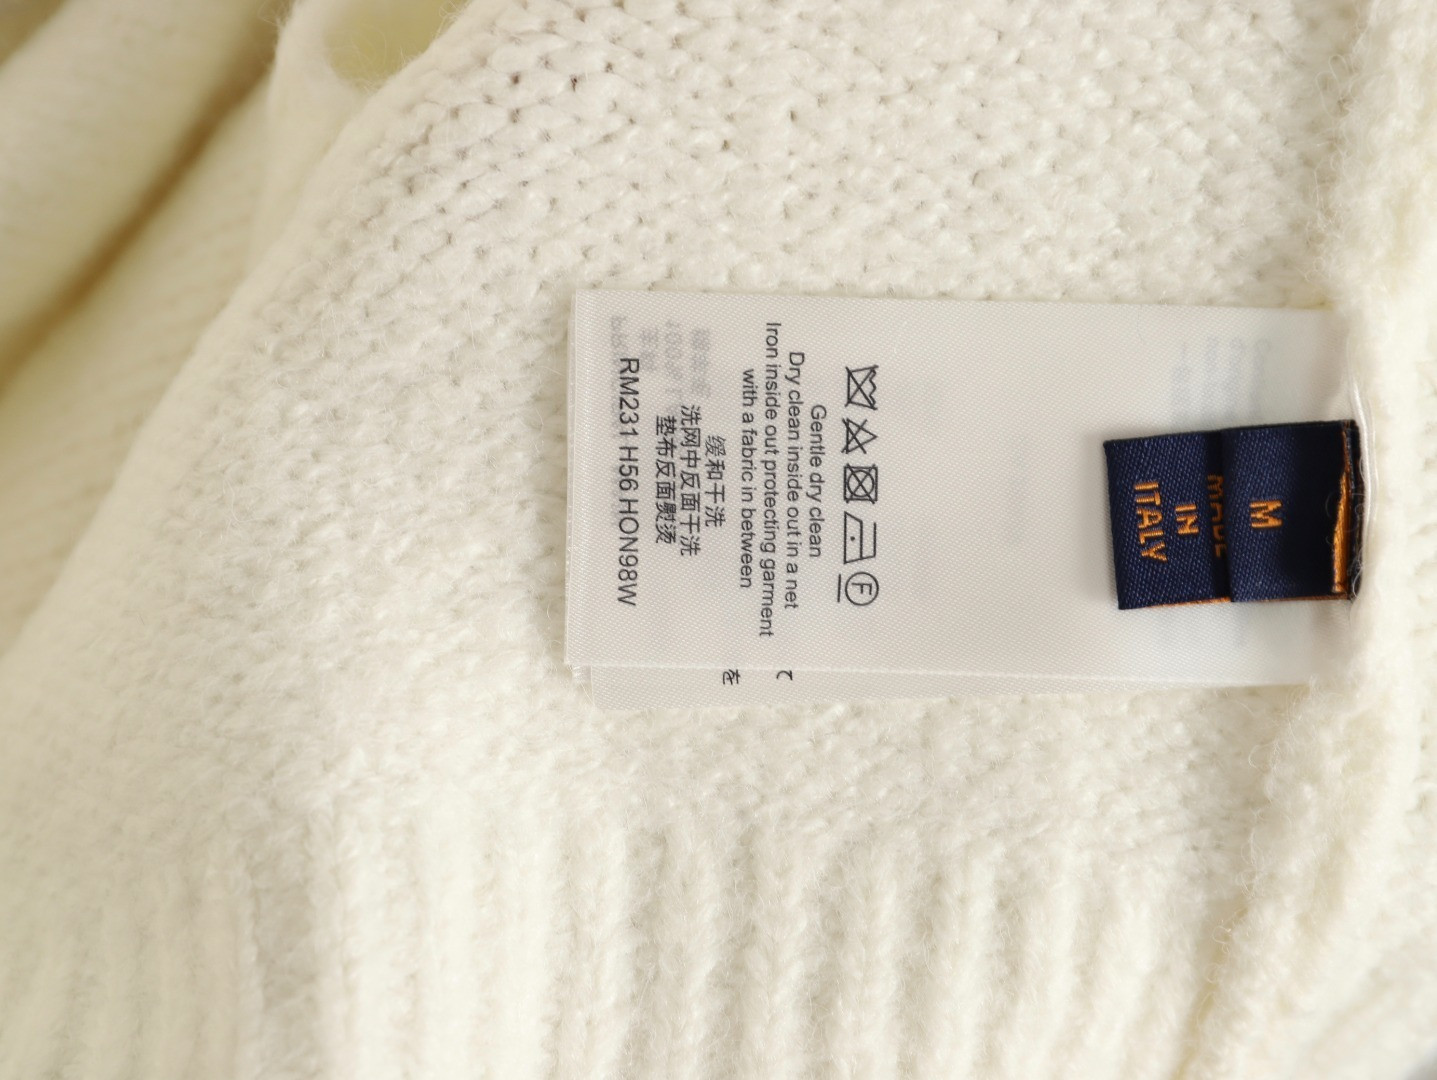 F
Gentle dry clean
Dry clean inside out in a net
Iron inside out protecting garment
with a fabric in between
缓和干洗
洗网中反面干洗
垫布反面熨烫
RM231 H56 HON98W
て
を
M
MADE
IN
ITALY